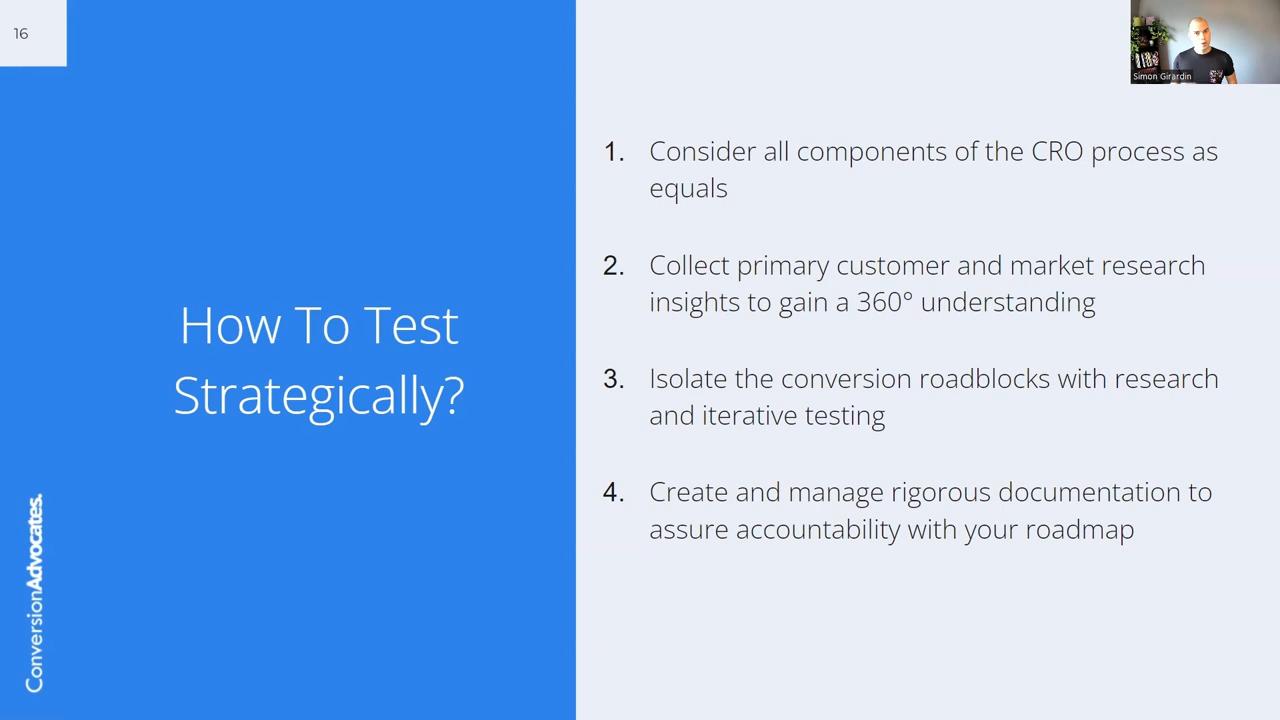 16
How To Test
Strategically?
ConversionAdvocates.
Simon Girardin
1. Consider all components of the CRO process as
equals
2. Collect primary customer and market research
insights to gain a 360° understanding
3. Isolate the conversion roadblocks with research
and iterative testing
4. Create and manage rigorous documentation to
assure accountability with your roadmap